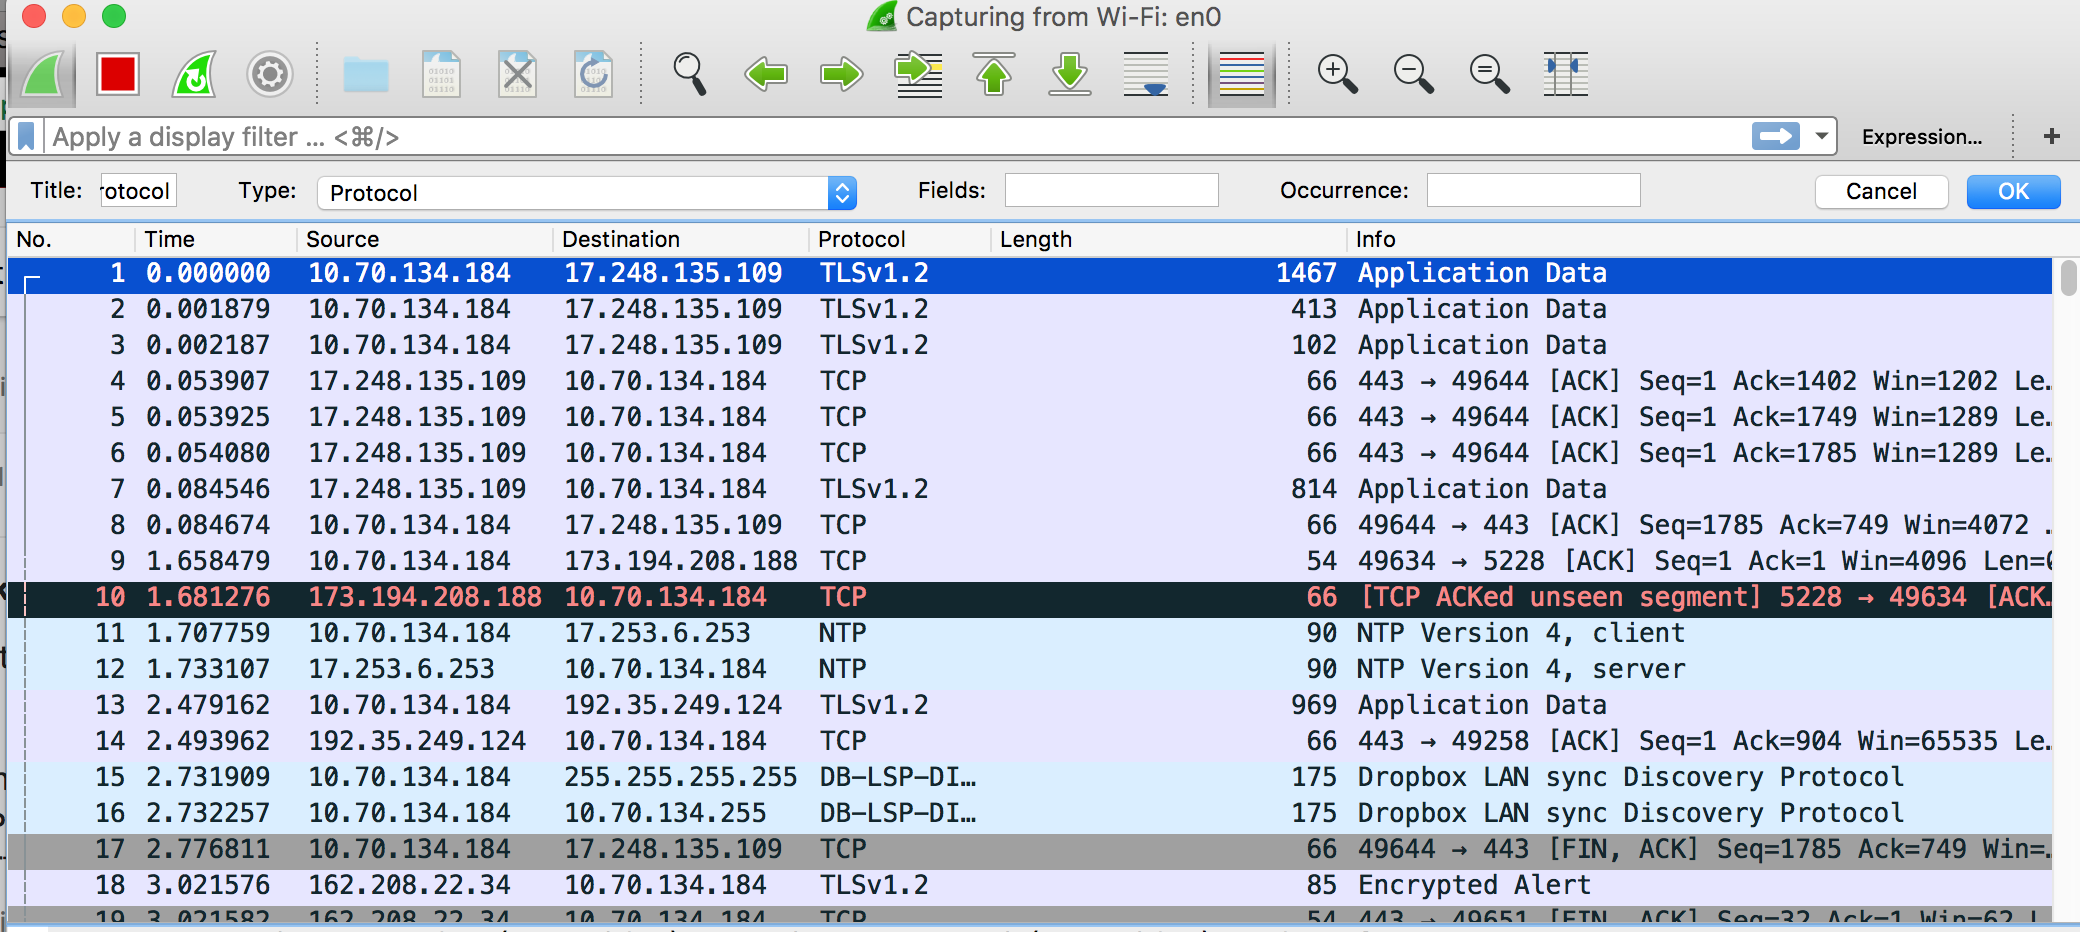 Capturing from Wi-Fi: en0
Apply a display filter ... <⌘/>
Expression...
+
Title: rotocol Type: Protocol Fields: Occurrence: Cancel OK
No. Time Source Destination Protocol Length Info
1 0.000000 10.70.134.184 17.248.135.109 TLSv1.2 1467 Application Data
2 0.001879 10.70.134.184 17.248.135.109 TLSv1.2 413 Application Data
3 0.002187 10.70.134.184 17.248.135.109 TLSv1.2 102 Application Data
4 0.053907 17.248.135.109 10.70.134.184 TCP 66 443 → 49644 [ACK] Seq=1 Ack=1402 Win=1202 Le…
5 0.053925 17.248.135.109 10.70.134.184 TCP 66 443 → 49644 [ACK] Seq=1 Ack=1749 Win=1289 Le…
6 0.054080 17.248.135.109 10.70.134.184 TCP 66 443 → 49644 [ACK] Seq=1 Ack=1785 Win=1289 Le…
7 0.084546 17.248.135.109 10.70.134.184 TLSv1.2 814 Application Data
8 0.084674 10.70.134.184 17.248.135.109 TCP 66 49644 → 443 [ACK] Seq=1785 Ack=749 Win=4072 …
9 1.658479 10.70.134.184 173.194.208.188 TCP 54 49634 → 5228 [ACK] Seq=1 Ack=1 Win=4096 Len=0
10 1.681276 173.194.208.188 10.70.134.184 TCP 66 [TCP ACKed unseen segment] 5228 → 49634 [ACK…
11 1.707759 10.70.134.184 17.253.6.253 NTP 90 NTP Version 4, client
12 1.733107 17.253.6.253 10.70.134.184 NTP 90 NTP Version 4, server
13 2.479162 10.70.134.184 192.35.249.124 TLSv1.2 969 Application Data
14 2.493962 192.35.249.124 10.70.134.184 TCP 66 443 → 49258 [ACK] Seq=1 Ack=904 Win=65535 Le…
15 2.731909 10.70.134.184 255.255.255.255 DB-LSP-DI… 175 Dropbox LAN sync Discovery Protocol
16 2.732257 10.70.134.184 10.70.134.255 DB-LSP-DI… 175 Dropbox LAN sync Discovery Protocol
17 2.776811 10.70.134.184 17.248.135.109 TCP 66 49644 → 443 [FIN, ACK] Seq=1785 Ack=749 Win=…
18 3.021576 162.208.22.34 10.70.134.184 TLSv1.2 85 Encrypted Alert
19 3.021582 162.208.22.34 10.70.134.184 TCP 54 443 → 49651 [FIN, ACK] Seq=32 Ack=1 Win=62 L